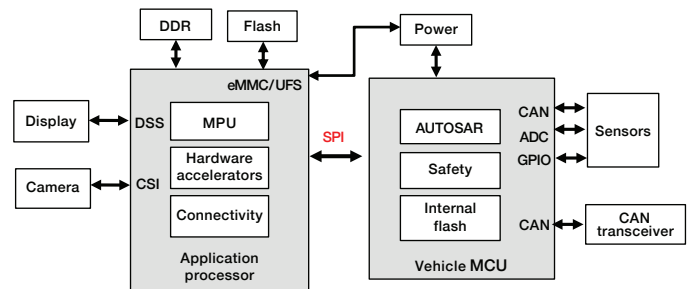 DDR
Flash
Power
eMMC/UFS
Display
DSS
MPU
SPI
AUTOSAR
CAN
ADC
GPIO
Sensors
Camera
CSI
Hardware
accelerators
Safety
Connectivity
Internal
flash
CAN
CAN
transceiver
Application
processor
Vehicle MCU